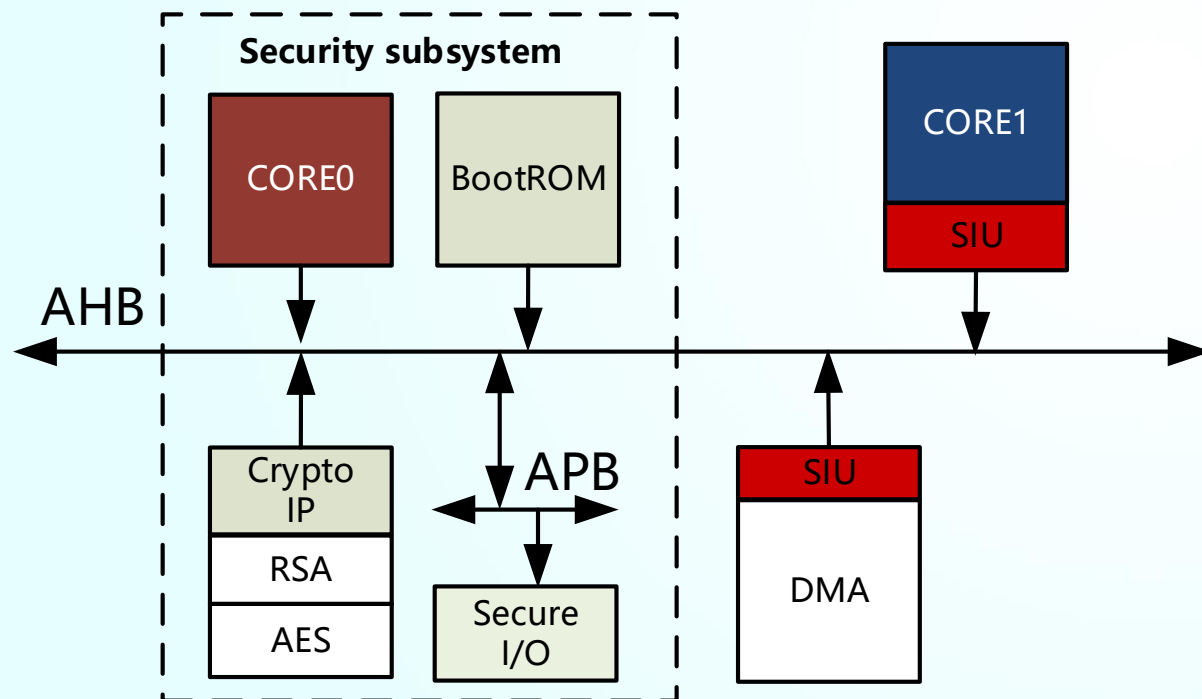 Security subsystem
CORE0
BootROM
CORE1
SIU
AHB
Crypto
IP
RSA
AES
APB
Secure
I/O
SIU
DMA